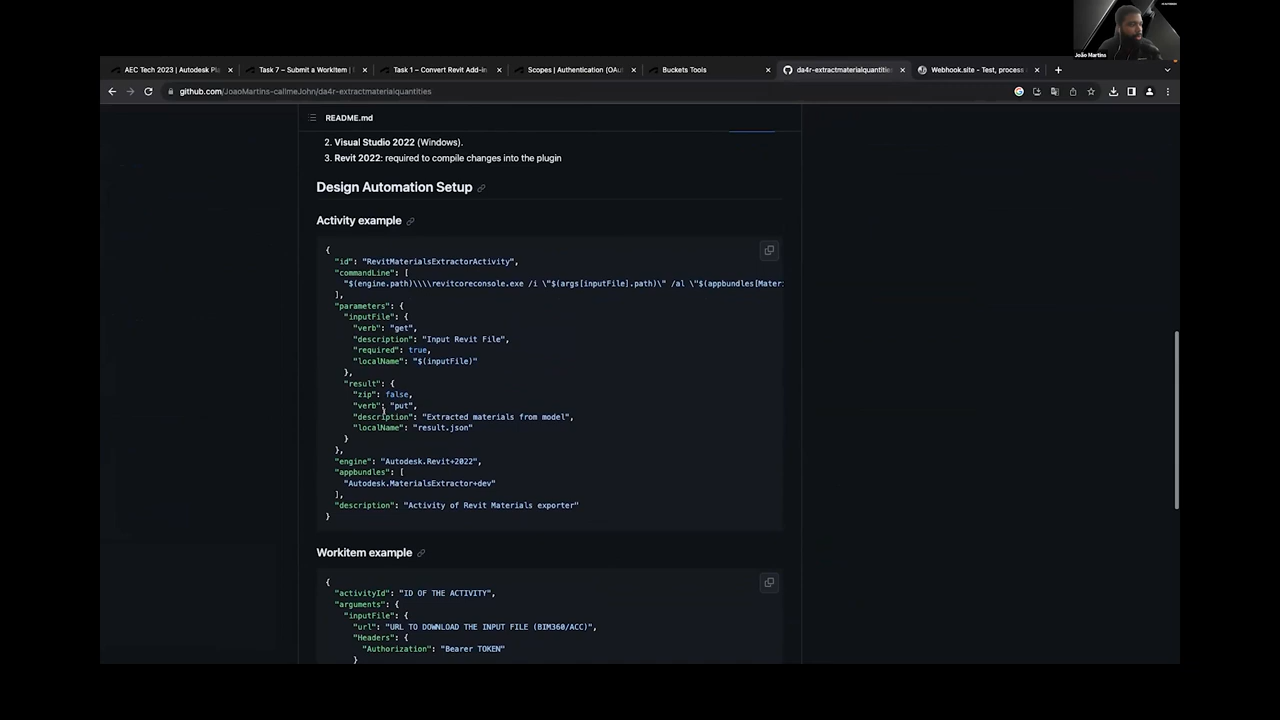 João Martins
AEC Tech 2023 | Autodesk Pl
Task 7 – Submit a WorkItem |
Task 1 – Convert Revit Add-in
Scopes | Authentication (OAu
Buckets Tools
da4r-extractmaterialquantitie
Webhook.site - Test, process
github.com/JoaoMartins-callmeJohn/da4r-extractmaterialquantities
README.md
2. Visual Studio 2022 (Windows).
3. Revit 2022: required to compile changes into the plugin
Design Automation Setup
Activity example
{
"id": "RevitMaterialsExtractorActivity",
"commandLine": [
"$(engine.path)\\\\revitcoreconsole.exe /i \"$(args[inputFile].path)\" /al \"$(appbundles[Mater
],
"parameters": {
"inputFile": {
"verb": "get",
"description": "Input Revit File",
"required": true,
"localName": "$(inputFile)"
},
"result": {
"zip": false,
"verb": "put",
"description": "Extracted materials from model",
"localName": "result.json"
}
},
"engine": "Autodesk.Revit+2022",
"appbundles": [
"Autodesk.MaterialsExtractor+dev"
],
"description": "Activity of Revit Materials exporter"
}
Workitem example
{
"activityId": "ID OF THE ACTIVITY",
"arguments": {
"inputFile": {
"url": "URL TO DOWNLOAD THE INPUT FILE (BIM360/ACC)",
"Headers": {
"Authorization": "Bearer TOKEN"
}